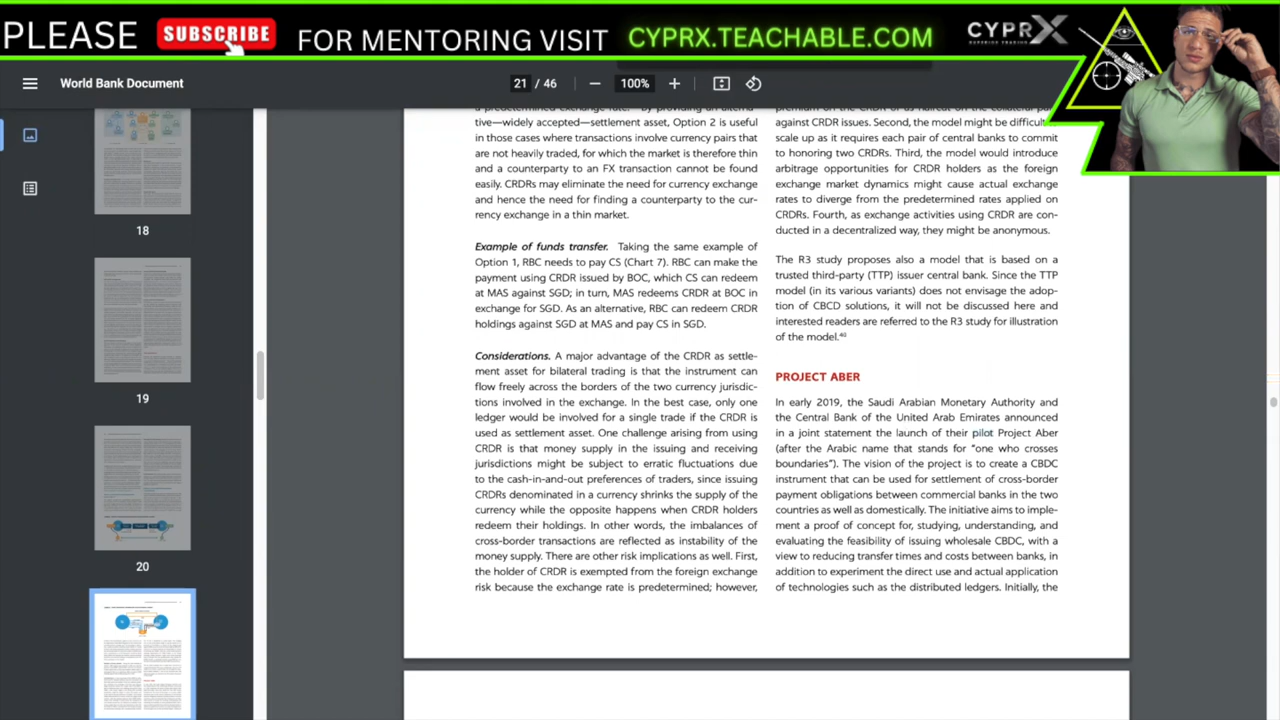 PLEASE SUBSCRIBE FOR MENTORING VISIT CYPRX.TEACHABLE.COM
CYPRX
World Bank Document
21 / 46
100%
18
19
20
a predetermined exchange rate. By providing an alterna-
tive—widely accepted—settlement asset, Option 2 is useful
in those cases where transactions involve currency pairs that
are not heavily traded, for which the market is therefore thin
and a counterparty in an FX transaction cannot be found
easily. CRDRs may eliminate the need for currency exchange
and hence the need for finding a counterparty to the cur-
rency exchange in a thin market.
Example of funds transfer. Taking the same example of
Option 1, RBC needs to pay CS (Chart 7). RBC can make the
payment using CRDR issued by BOC, which CS can redeem
at MAS against SGD; in turn, MAS redeems CRDR at BOC in
exchange for SGD. As an alternative, RBC can redeem CRDR
holdings against SGD at MAS and pay CS in SGD.
Considerations. A major advantage of the CRDR as settle-
ment asset for bilateral trading is that the instrument can
flow freely across the borders of the two currency jurisdic-
tions involved in the exchange. In the best case, only one
ledger would be involved for a single trade if the CRDR is
used as settlement asset. One challenge arising from using
CRDR is that money supply in the issuing and receiving
jurisdictions might be subject to erratic fluctuations due
to the cash-in-and-out preferences of traders, since issuing
CRDRs denominated in a currency shrinks the supply of the
currency while the opposite happens when CRDR holders
redeem their holdings. In other words, the imbalances of
cross-border transactions are reflected as instability of the
money supply. There are other risk implications as well. First,
the holder of CRDR is exempted from the foreign exchange
risk because the exchange rate is predetermined; however,
premium on the CRDR or as haircut on the collateral
against CRDR issues. Second, the model might be difficult
scale up as it requires each pair of central banks to commit
to honoring two CRDRs. Third, the model would introduce
arbitrage opportunities for CRDR holders as the foreign
exchange market dynamics might cause actual exchange
rates to diverge from the predetermined rates applied on
CRDRs. Fourth, as exchange activities using CRDR are con-
ducted in a decentralized way, they might be anonymous.
The R3 study proposes also a model that is based on a
trusted third-party (TTP) issuer central bank. Since the TTP
model (in its various variants) does not envisage the adop-
tion of CBCD solutions, it will not be discussed here and
interested readers are referred to the R3 study for illustration
of the model.⁴⁰
PROJECT ABER
In early 2019, the Saudi Arabian Monetary Authority and
the Central Bank of the United Arab Emirates announced
in a joint statement the launch of their pilot Project Aber
(after the Arabic name that stands for “one who crosses
boundaries”). The vision of the project is to create a CBDC
instrument that can be used for settlement of cross-border
payment obligations between commercial banks in the two
countries as well as domestically. The initiative aims to imple-
ment a proof of concept for, studying, understanding, and
evaluating the feasibility of issuing wholesale CBDC, with a
view to reducing transfer times and costs between banks, in
addition to experiment the direct use and actual application
of technologies such as the distributed ledgers. Initially, the